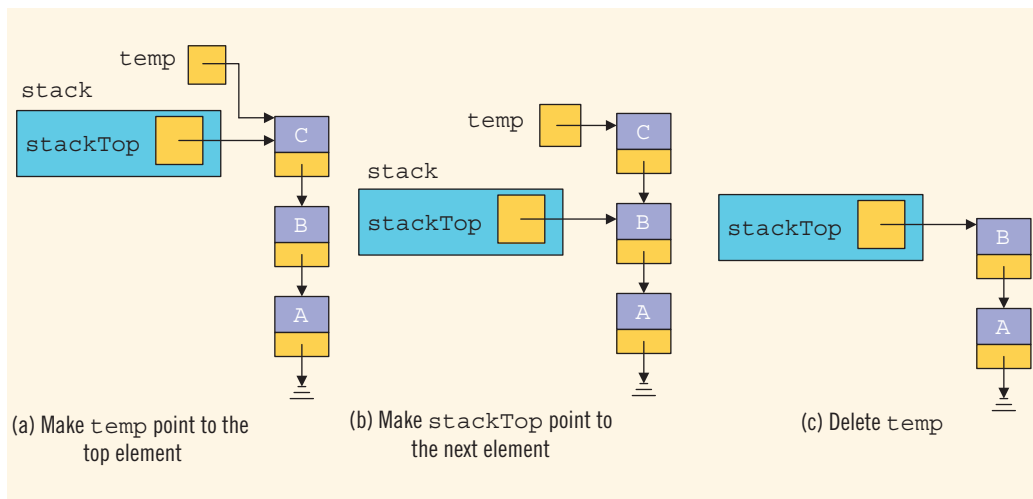 temp
stack
stackTop
C
B
A
(a) Make temp point to the
top element
temp
C
stack
stackTop
B
A
(b) Make stackTop point to
the next element
stackTop
B
A
(c) Delete temp